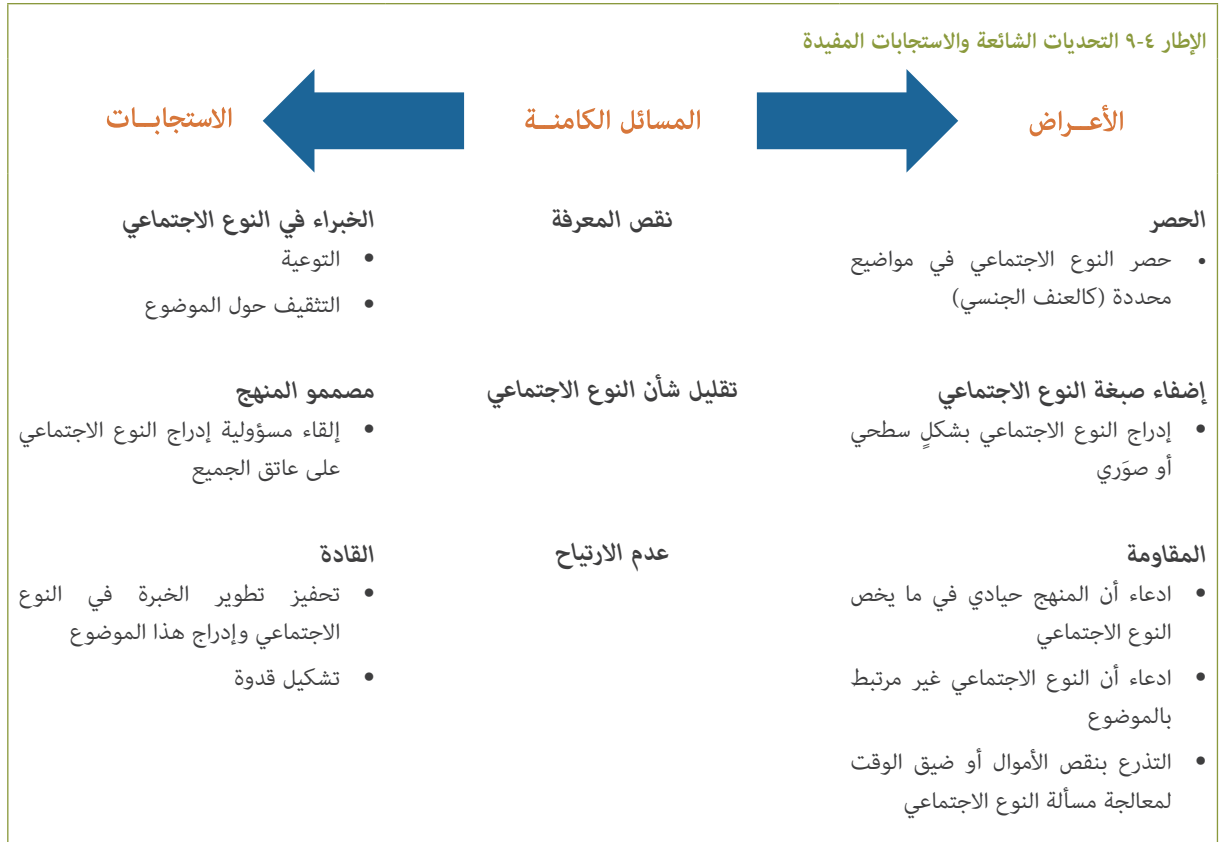 الإطار ٤-٩ التحديات الشائعة والاستجابات المفيدة
الأعـــراض
المسائل الكامنـــة
الاستجابـــات
الحصر
• حصر النوع الاجتماعي في مواضيع
محددة (كالعنف الجنسي)
نقص المعرفة
الخبراء في النوع الاجتماعي
• التوعية
• التثقيف حول الموضوع
إضفاء صبغة النوع الاجتماعي
• إدراج النوع الاجتماعي بشكلٍ سطحي
أو صوَري
تقليل شأن النوع الاجتماعي
مصممو المنهج
• إلقاء مسؤولية إدراج النوع الاجتماعي
على عاتق الجميع
المقاومة
• ادعاء أن المنهج حيادي في ما يخص
النوع الاجتماعي
• ادعاء أن النوع الاجتماعي غير مرتبط
بالموضوع
• التذرع بنقص الأموال أو ضيق الوقت
لمعالجة مسألة النوع الاجتماعي
عدم الارتياح
القادة
• تحفيز تطوير الخبرة في النوع
الاجتماعي وإدراج هذا الموضوع
• تشكيل قدوة